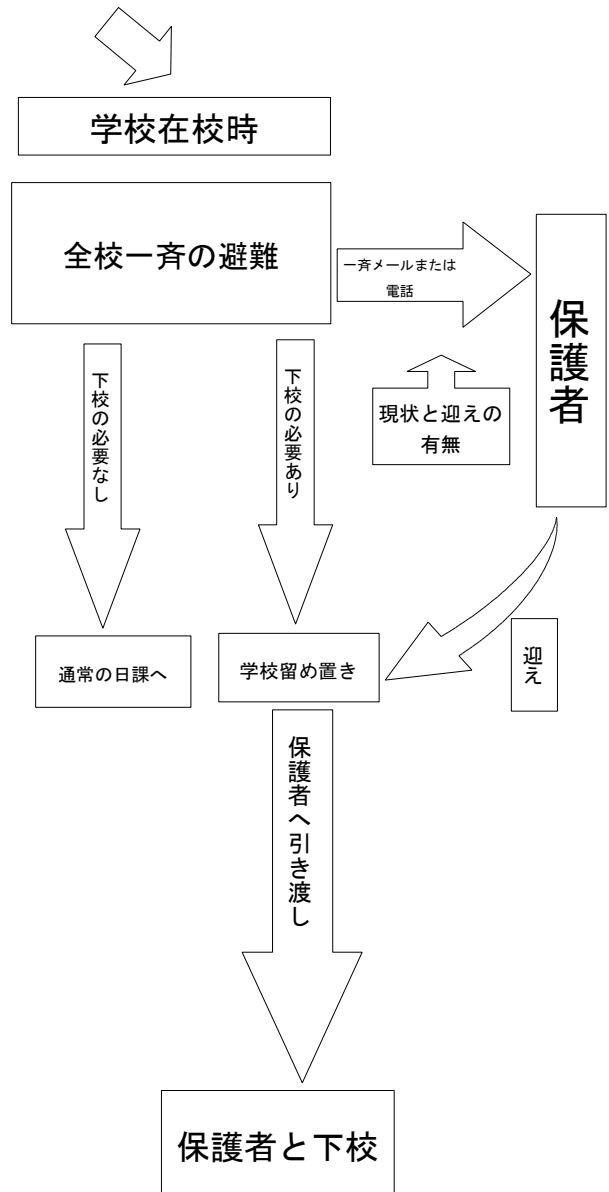 学校在校時
全校一斉の避難
一斉メールまたは
電話
保護者
現状と迎えの
有無
下校の必要なし
下校の必要あり
迎え
通常の日課へ
学校留め置き
保護者へ引き渡し
保護者と下校